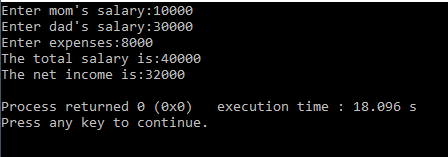 Enter mom's salary:10000
Enter dad's salary:30000
Enter expenses:8000
The total salary is:40000
The net income is:32000
Process returned 0 (0x0)   execution time : 18.096 s
Press any key to continue.